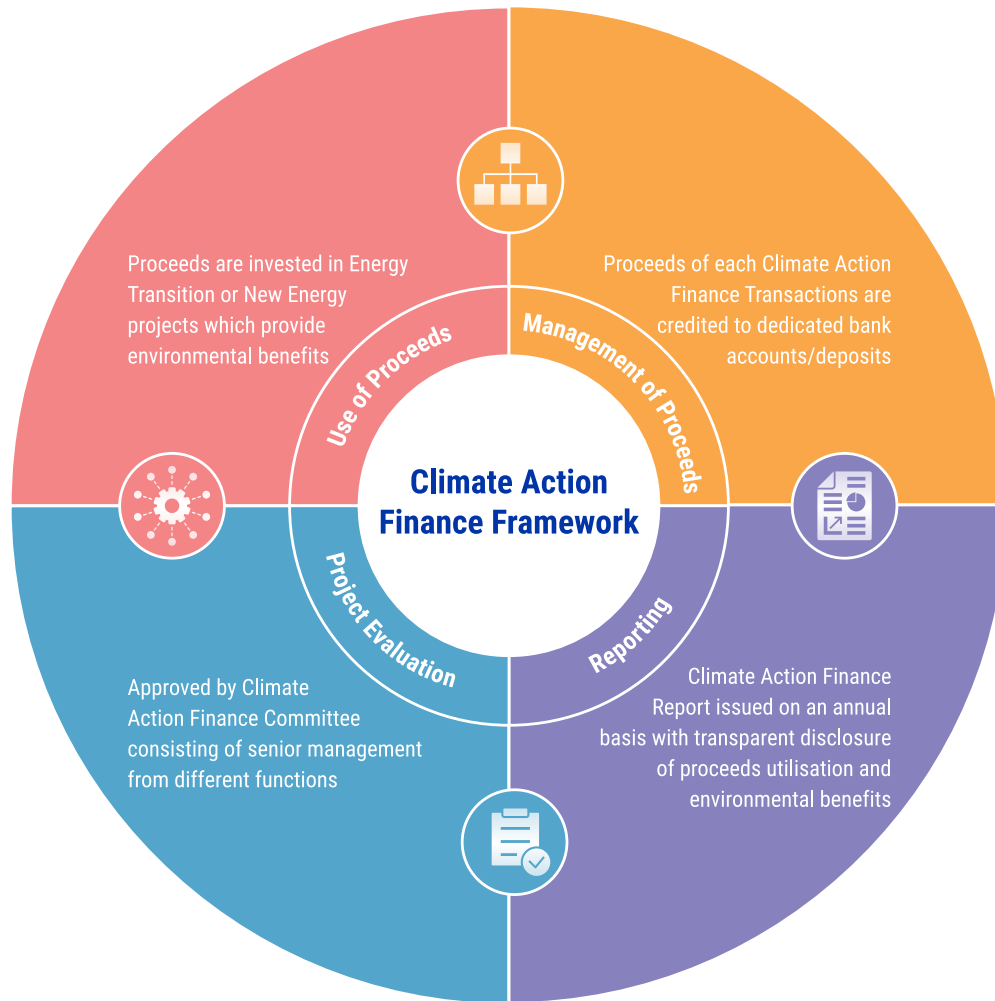 Climate Action
Finance Framework
Use of Proceeds
Proceeds are invested in Energy
Transition or New Energy
projects which provide
environmental benefits
Management of Proceeds
Proceeds of each Climate Action
Finance Transactions are
credited to dedicated bank
accounts/deposits
Project Evaluation
Approved by Climate
Action Finance Committee
consisting of senior management
from different functions
Reporting
Climate Action Finance
Report issued on an annual
basis with transparent disclosure
of proceeds utilisation and
environmental benefits